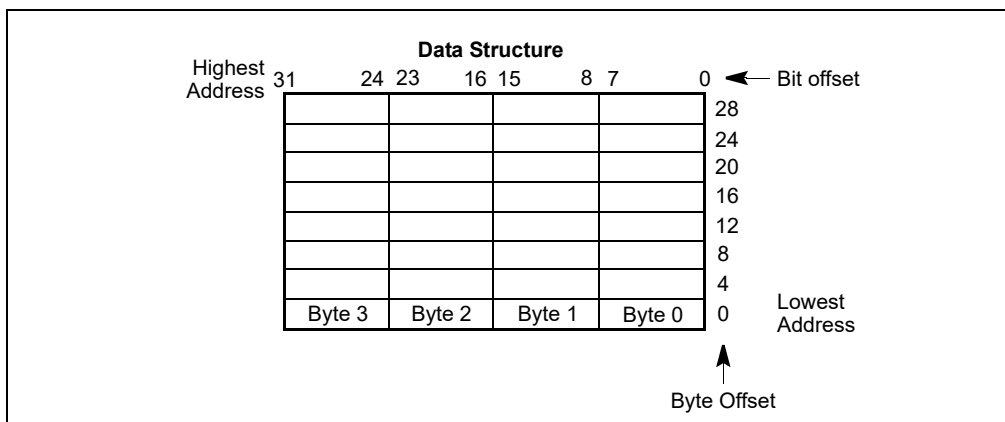 Data Structure
Highest
Address
31 24 23 16 15 8 7 0
Bit offset
28
24
20
16
12
8
4
Byte 3 Byte 2 Byte 1 Byte 0 0
Lowest
Address
Byte Offset